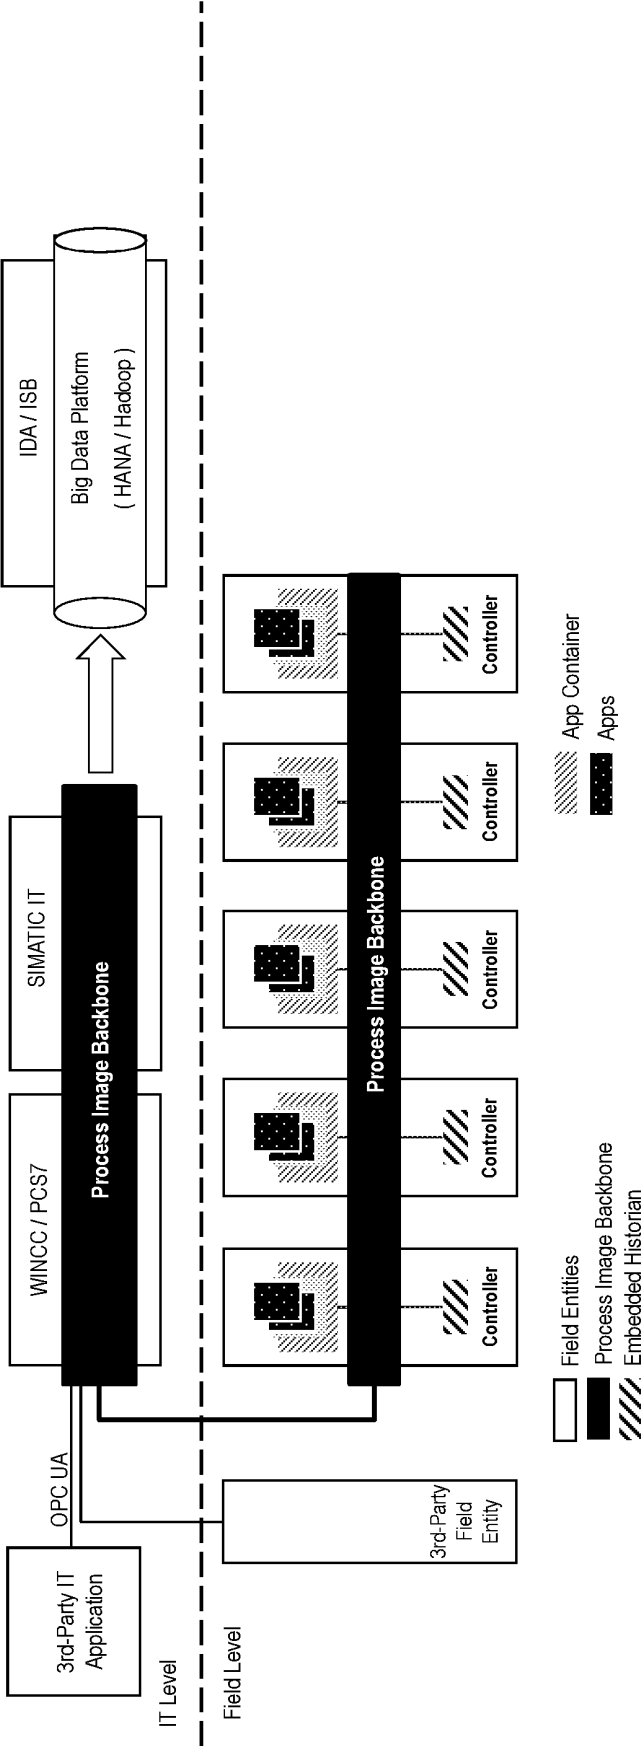 3rd-Party IT
Application
OPC UA
WINCC / PCS7
SIMATIC IT
Process Image Backbone
IDA / ISB
Big Data Platform
( HANA / Hadoop )
IT Level
Field Level
3rd-Party
Field
Entity
Process Image Backbone
Controller
Controller
Controller
Controller
Controller
Field Entities
Process Image Backbone
Embedded Historian
App Container
Apps